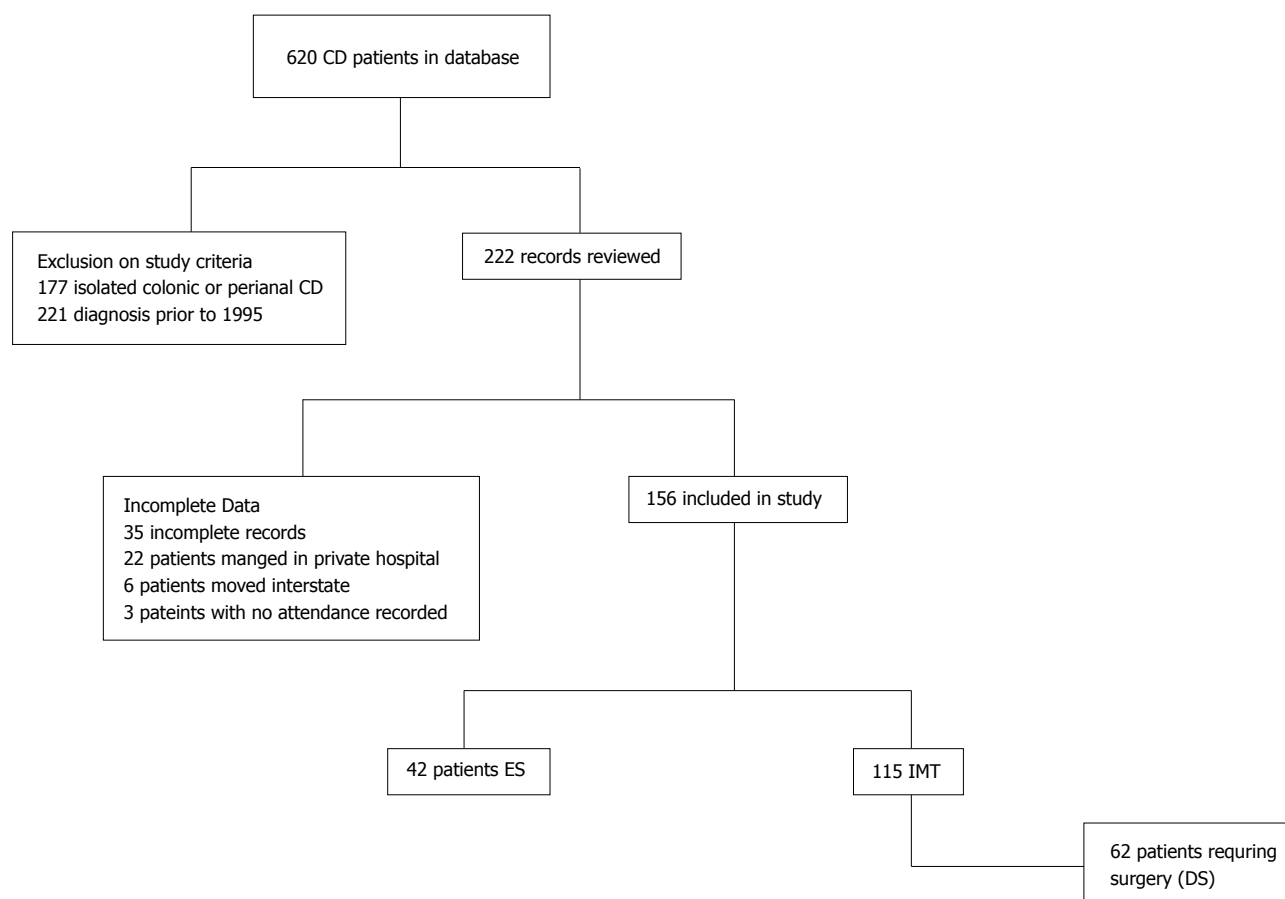 620 CD patients in database
Exclusion on study criteria
177 isolated colonic or perianal CD
221 diagnosis prior to 1995
222 records reviewed
Incomplete Data
35 incomplete records
22 patients manged in private hospital
6 patients moved interstate
3 pateints with no attendance recorded
156 included in study
42 patients ES
115 IMT
62 patients requring
surgery (DS)